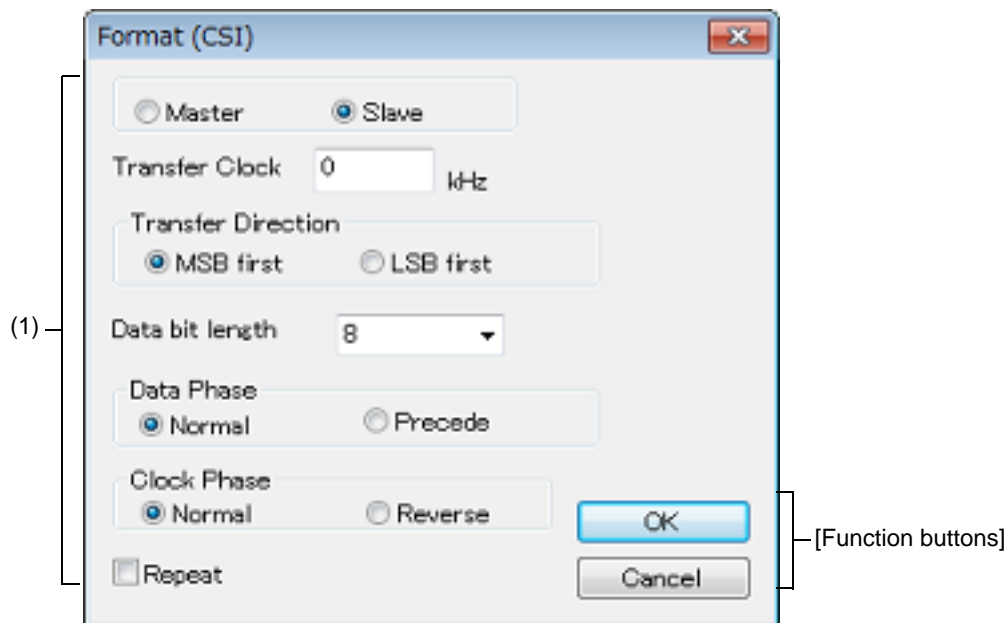 Format (CSI)
Master Slave
Transfer Clock 0 kHz
Transfer Direction
MSB first LSB first
(1)
Data bit length 8
Data Phase
Normal Precede
Clock Phase
Normal Reverse
OK
[Function buttons]
Repeat
Cancel